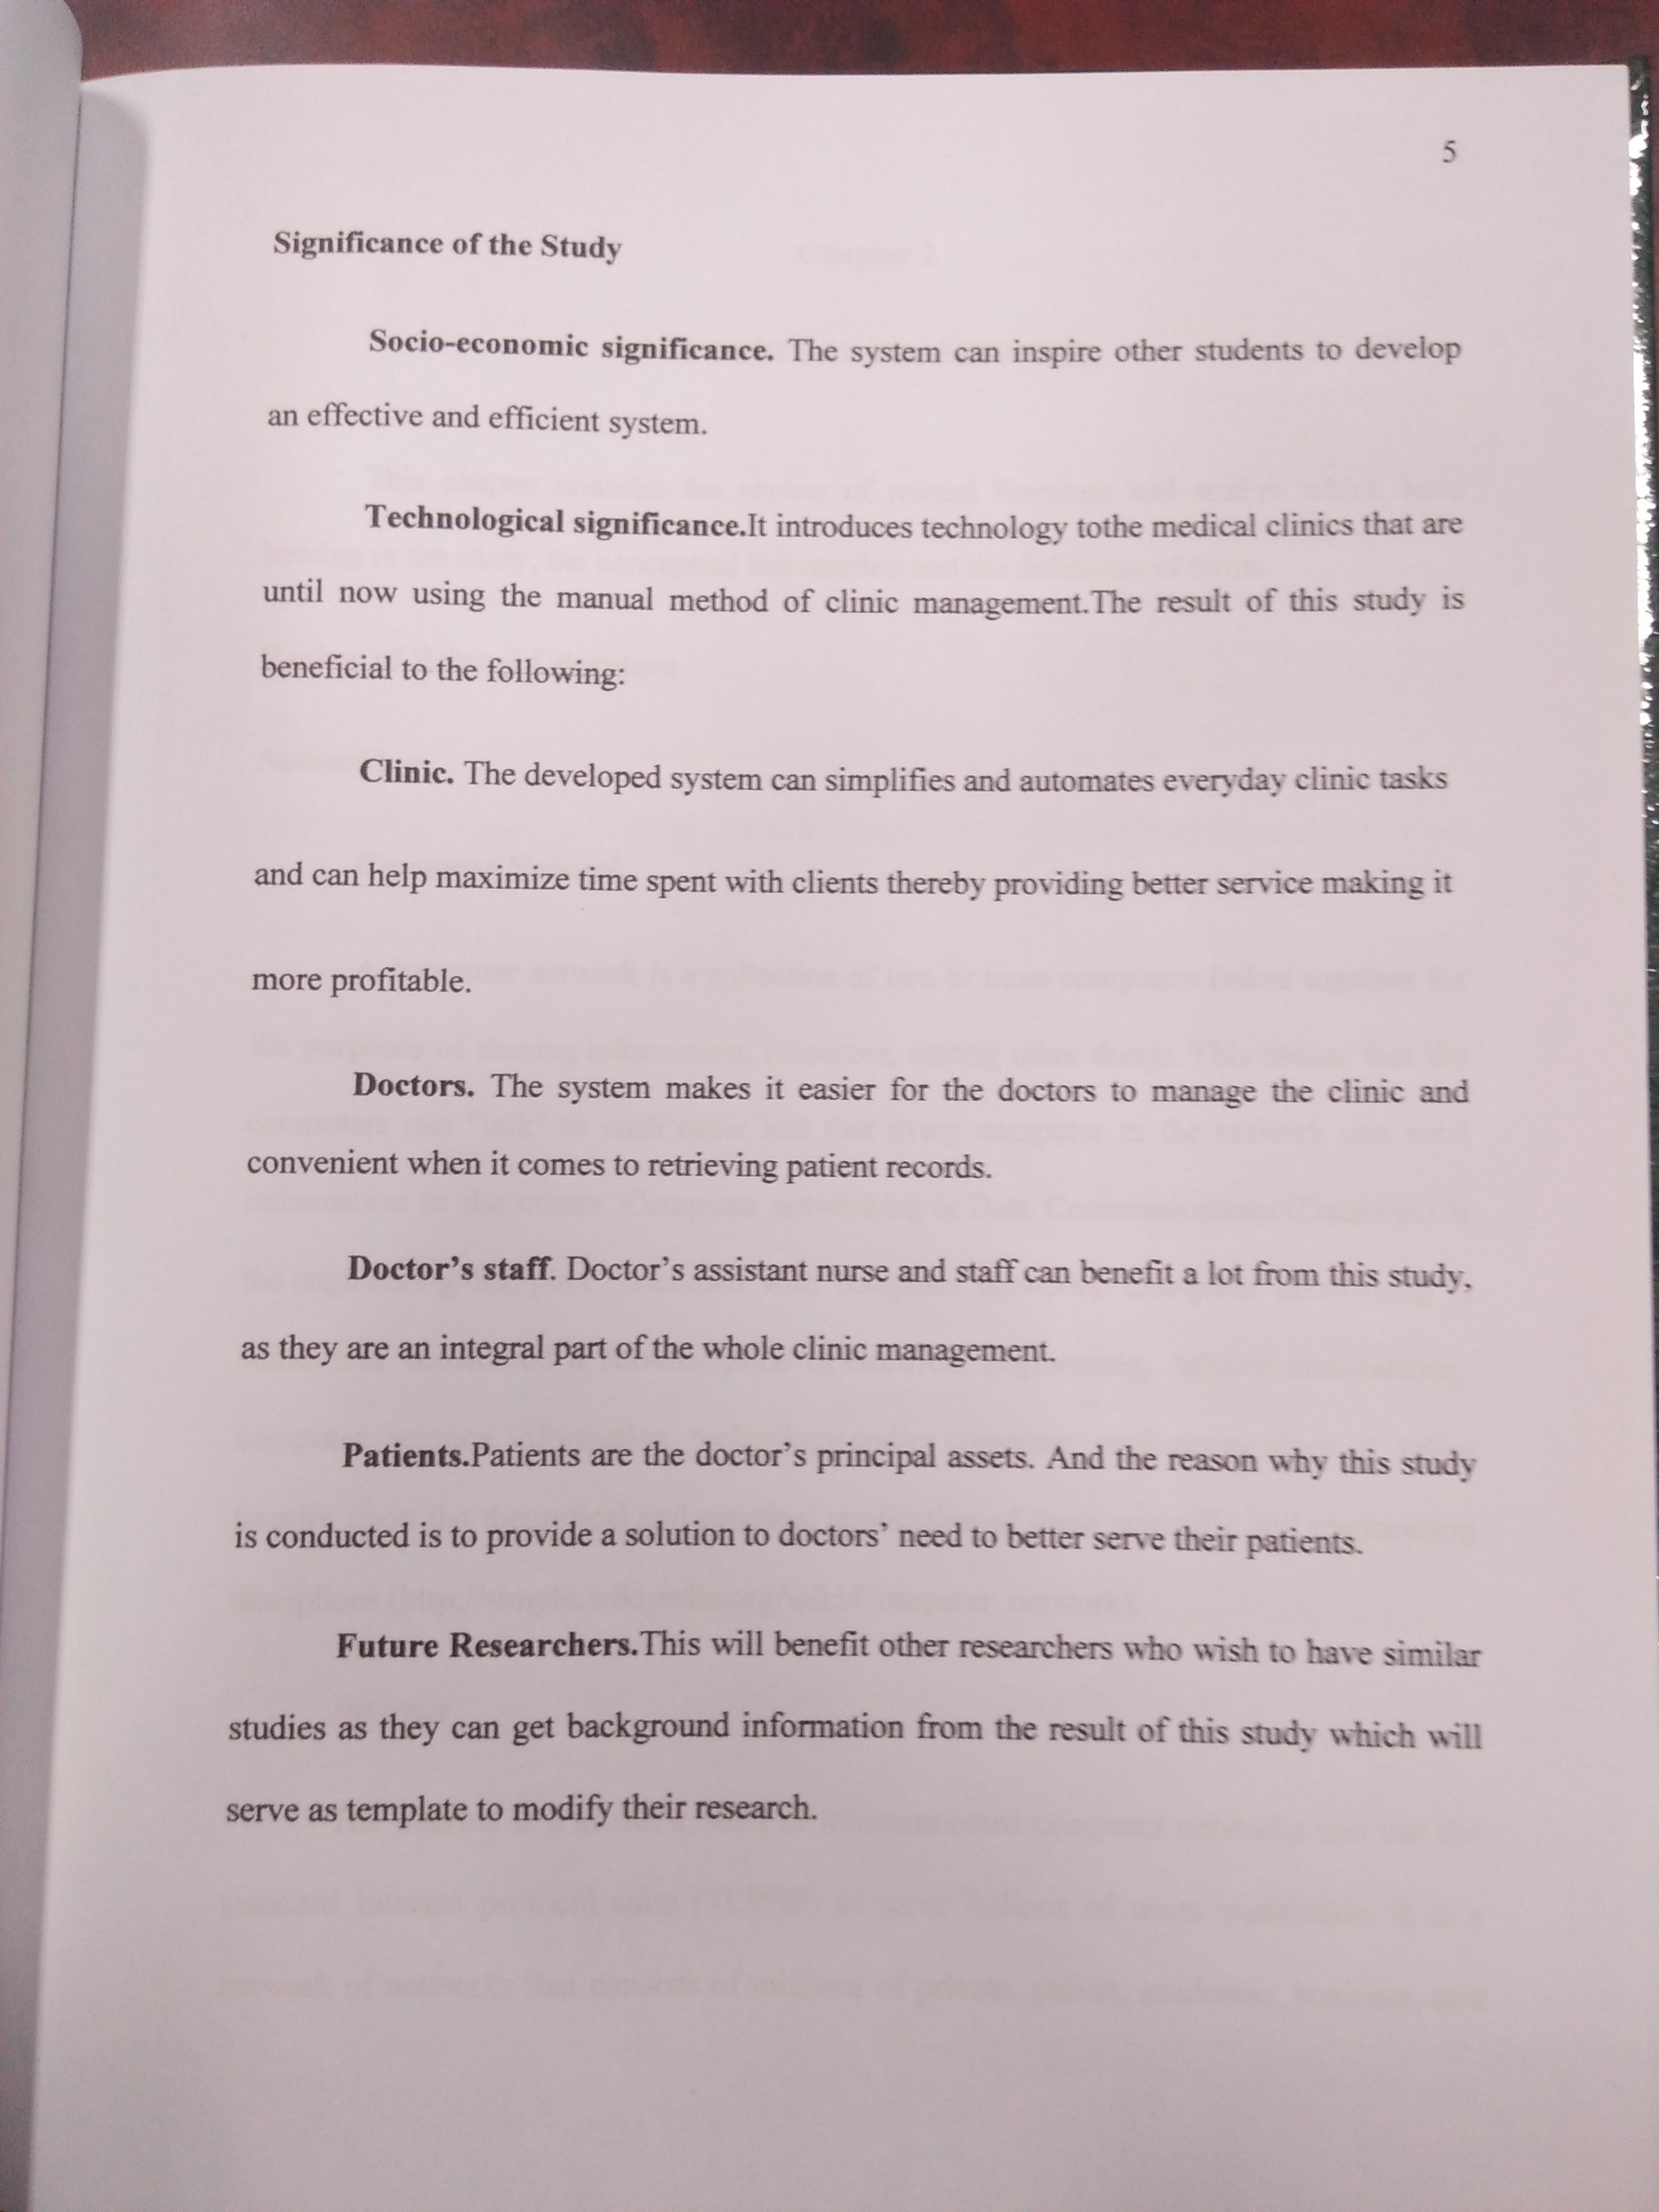 5
Significance of the Study
Socio-economic significance. The system can inspire other students to develop
an effective and efficient system.
Technological significance.It introduces technology tothe medical clinics that are
until now using the manual method of clinic management.The result of this study is
beneficial to the following:
Clinic. The developed system can simplifies and automates everyday clinic tasks
and can help maximize time spent with clients thereby providing better service making it
more profitable.
Doctors. The system makes it easier for the doctors to manage the clinic and
convenient when it comes to retrieving patient records.
Doctor's staff. Doctor's assistant nurse and staff can benefit a lot from this study,
as they are an integral part of the whole clinic management.
Patients.Patients are the doctor's principal assets. And the reason why this study
is conducted is to provide a solution to doctors' need to better serve their patients.
Future Researchers.This will benefit other researchers who wish to have similar
studies as they can get background information from the result of this study which will
serve as template to modify their research.